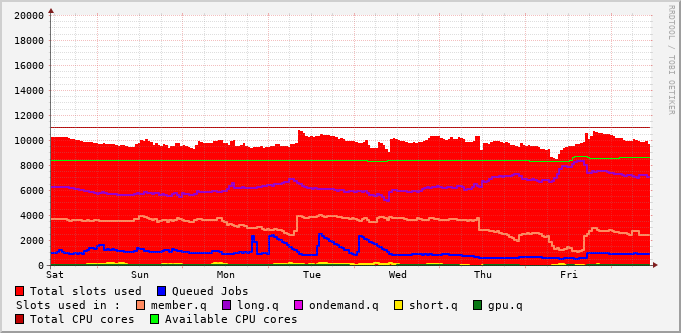 20000
18000
16000
14000
12000
10000
8000
6000
4000
2000
0
Sat Sun Mon Tue Wed Thu Fri
RRDTOOL / TOBI OETIKER
Total slots used Queued Jobs
Slots used in : member.q long.q ondemand.q short.q gpu.q
Total CPU cores Available CPU cores